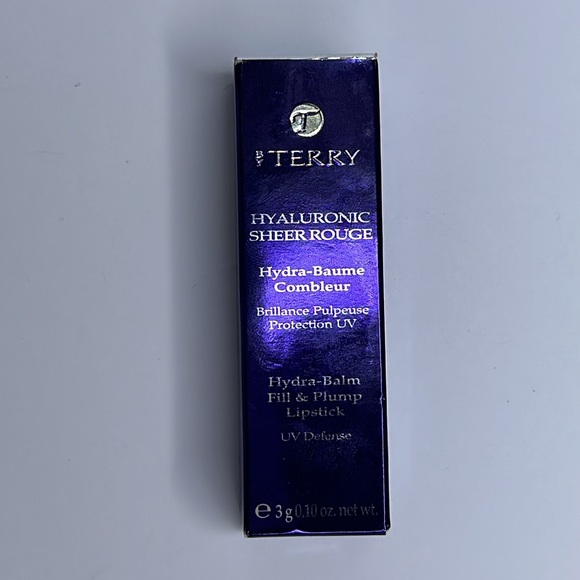 T
BY TERRY
HYALURONIC
SHEER ROUGE
Hydra-Baume
Combleur
Brillance Pulpeuse
Protection UV
Hydra-Balm
Fill & Plump
Lipstick
UV Defense
℮ 3 g 0.10 oz. net wt.